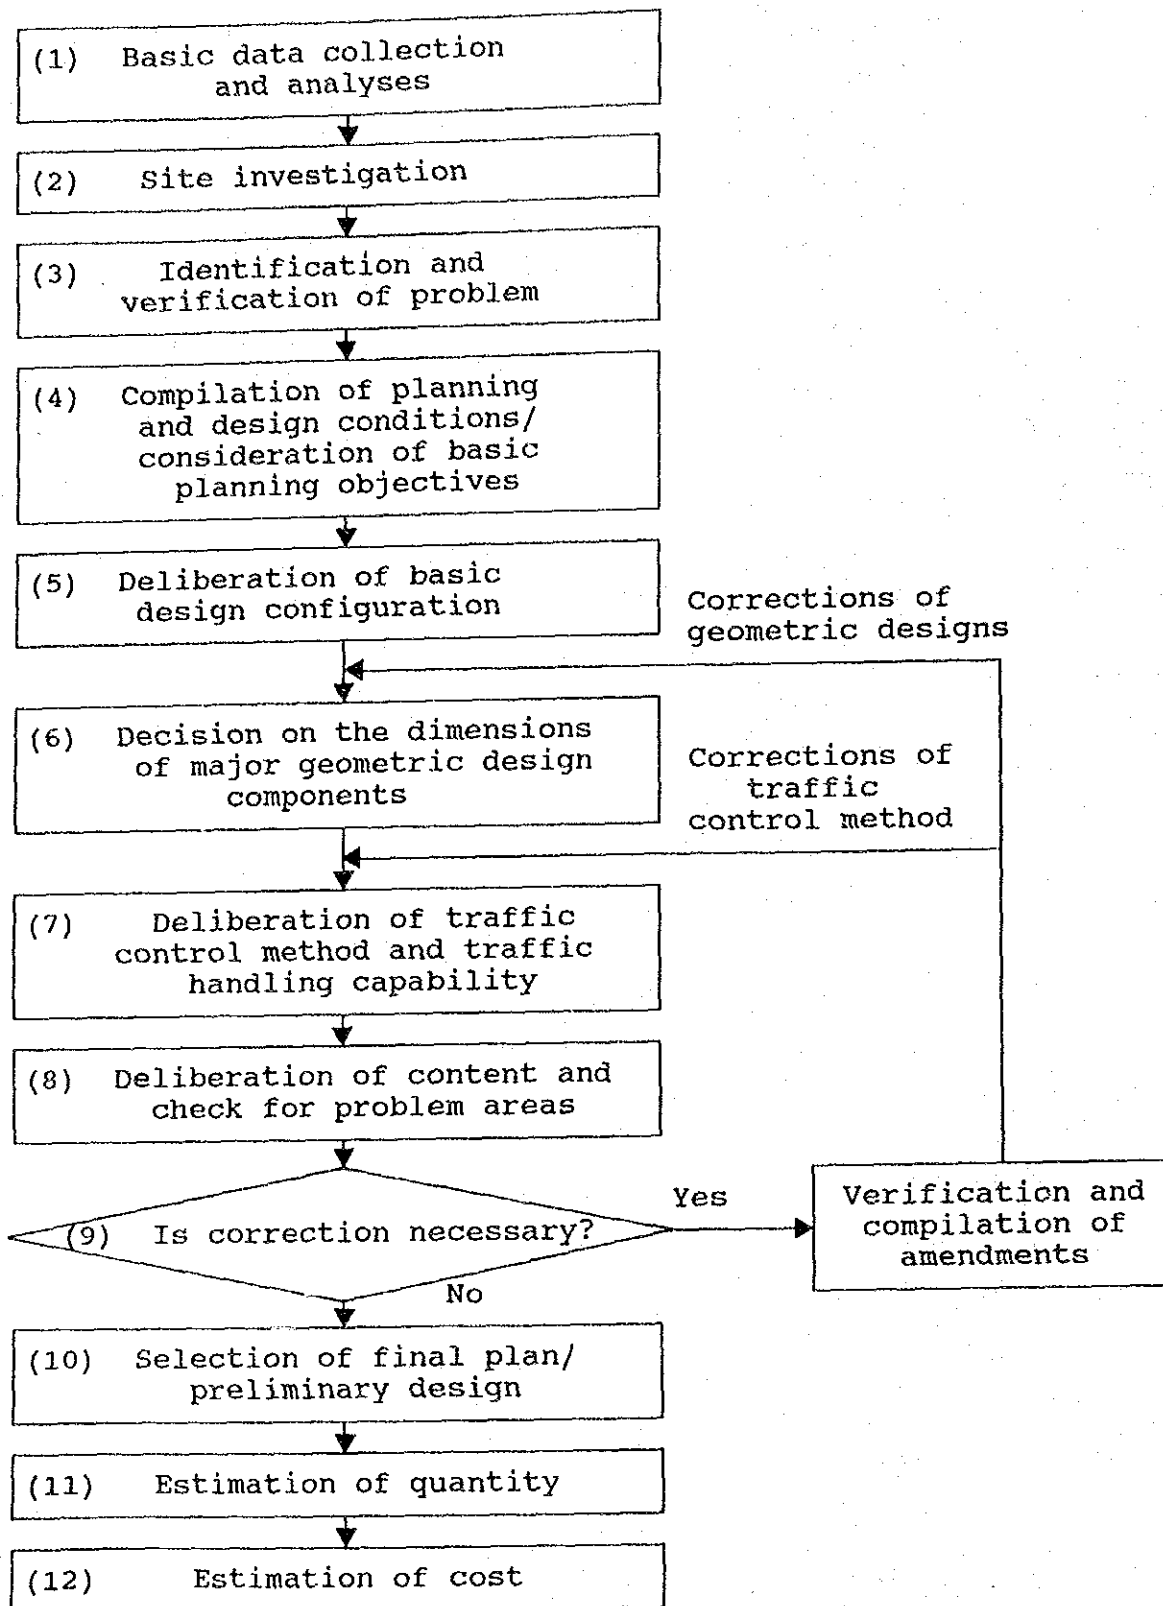 (1) Basic data collection
and analyses
(2) Site investigation
(3) Identification and
verification of problem
(4) Compilation of planning
and design conditions/
consideration of basic
planning objectives
(5) Deliberation of basic
design configuration
Corrections of
geometric designs
(6) Decision on the dimensions
of major geometric design
components
Corrections of
traffic
control method
(7) Deliberation of traffic
control method and traffic
handling capability
(8) Deliberation of content and
check for problem areas
(9) Is correction necessary?
Yes
Verification and
compilation of
amendments
No
(10) Selection of final plan/
preliminary design
(11) Estimation of quantity
(12) Estimation of cost